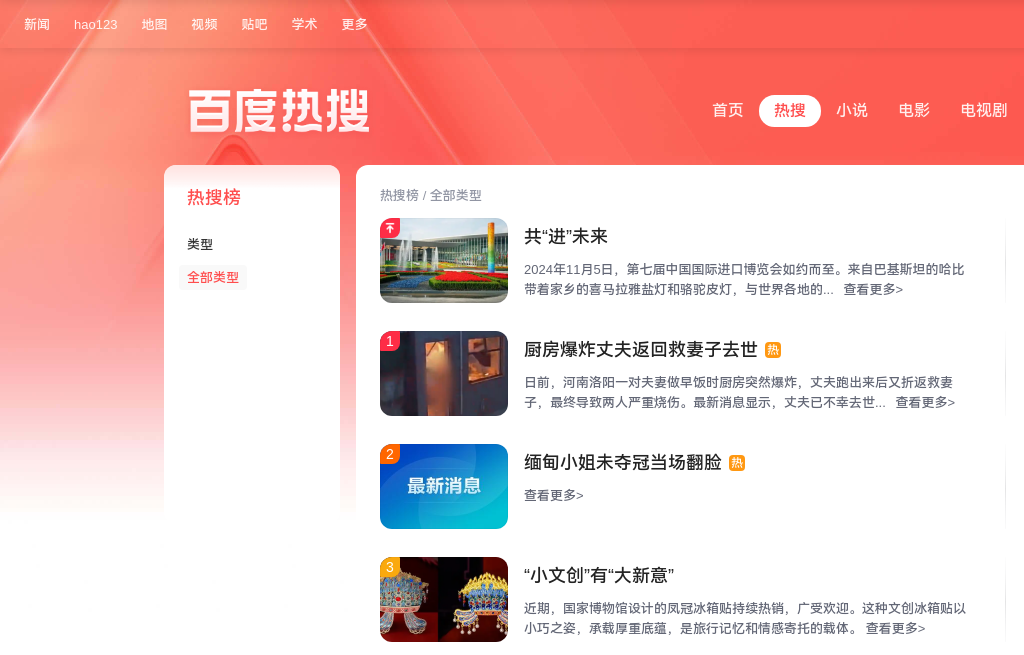 新闻 hao123 地图 视频 贴吧 学术 更多
百度热搜
首页 热搜 小说 电影 电视剧
热搜榜
类型
全部类型
热搜榜 / 全部类型
共“进”未来
2024年11月5日，第七届中国国际进口博览会如约而至。来自巴基斯坦的哈比
带着家乡的喜马拉雅盐灯和骆驼皮灯，与世界各地的... 查看更多>
1
厨房爆炸丈夫返回救妻子去世 热
日前，河南洛阳一对夫妻做早饭时厨房突然爆炸，丈夫跑出来后又折返救妻
子，最终导致两人严重烧伤。最新消息显示，丈夫已不幸去世... 查看更多>
2
最新消息
缅甸小姐未夺冠当场翻脸 热
查看更多>
3
“小文创”有“大新意”
近期，国家博物馆设计的凤冠冰箱贴持续热销，广受欢迎。这种文创冰箱贴以
小巧之姿，承载厚重底蕴，是旅行记忆和情感寄托的载体。 查看更多>